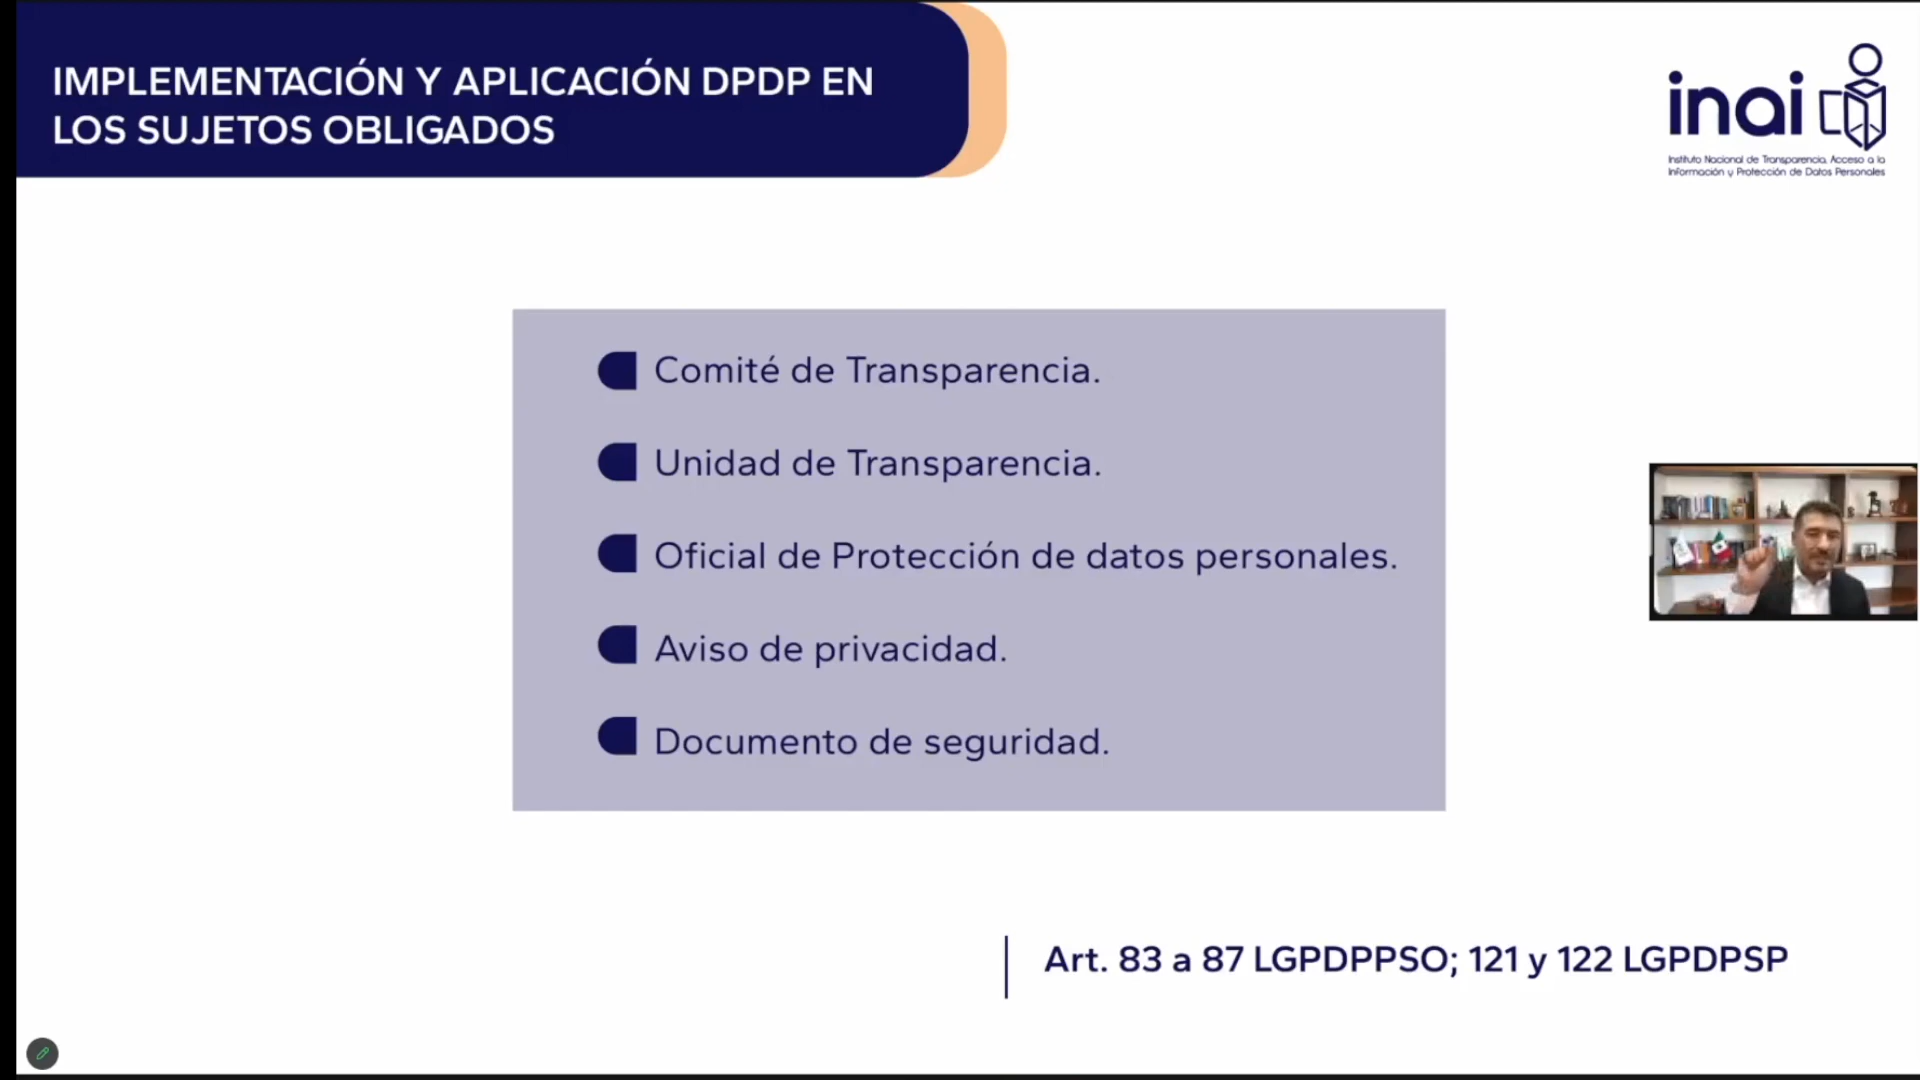 IMPLEMENTACIÓN Y APLICACIÓN DPDP EN
LOS SUJETOS OBLIGADOS
inai
Instituto Nacional de Transparencia, Acceso a la
Información y Protección de Datos Personales
Comité de Transparencia.
Unidad de Transparencia.
Oficial de Protección de datos personales.
Aviso de privacidad.
Documento de seguridad.
Art. 83 a 87 LGPDPPSO; 121 y 122 LGPDPSP